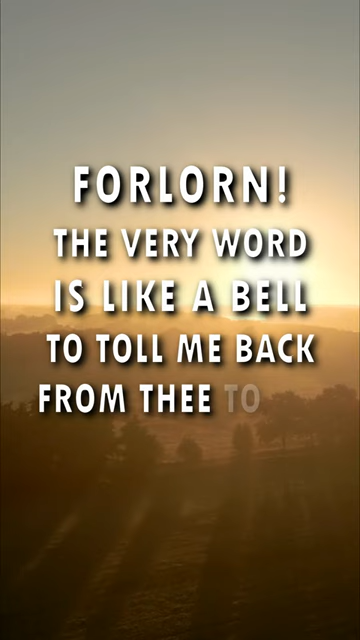 FORLORN!
THE VERY WORD
IS LIKE A BELL
TO TOLL ME BACK
FROM THEE TO